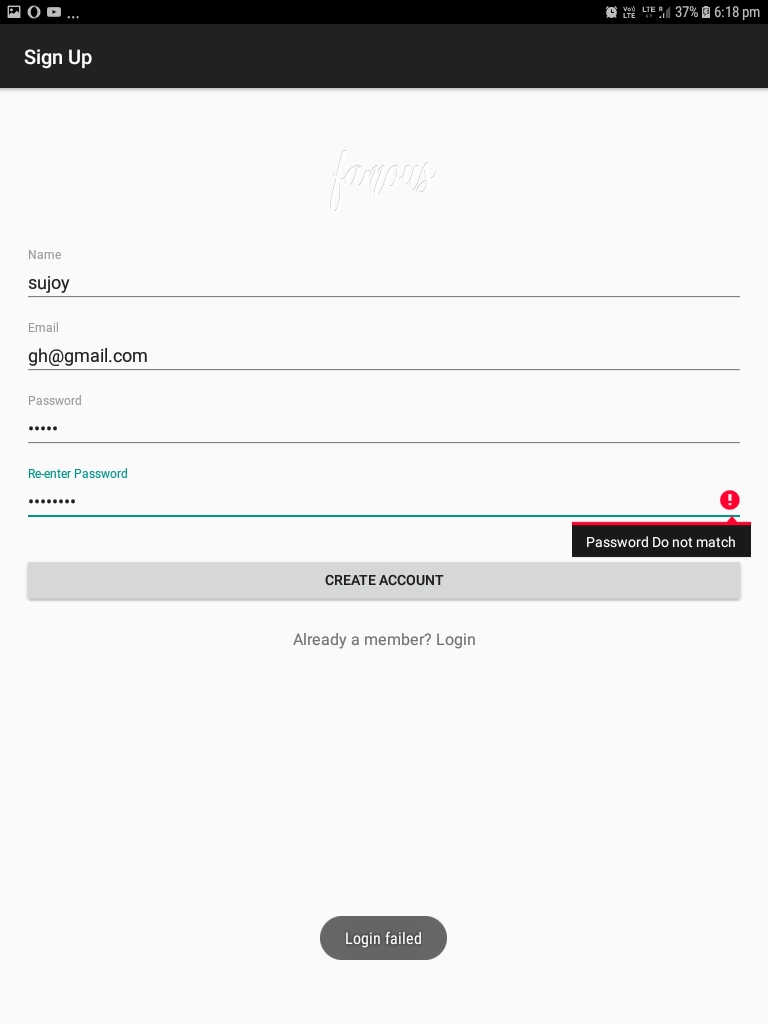 ... Vo)) LTE LTE R 37% 6:18 pm
Sign Up
famous
Name
sujoy
Email
gh@gmail.com
Password
•••••
Re-enter Password
••••••••
Password Do not match
CREATE ACCOUNT
Already a member? Login
Login failed